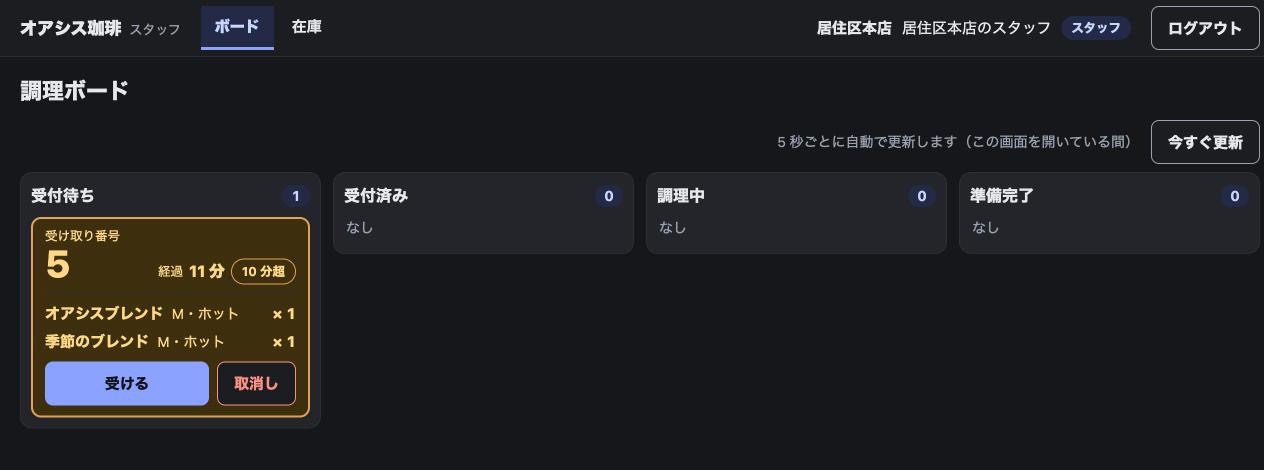 オアシス珈琲 スタッフ ボード 在庫 居住区本店 居住区本店のスタッフ スタッフ ログアウト
調理ボード
5 秒ごとに自動で更新します（この画面を開いている間） 今すぐ更新
受付待ち 1
受け取り番号
5 経過 11 分 10 分超
オアシスブレンド M・ホット × 1
季節のブレンド M・ホット × 1
受ける 取消し
受付済み 0
なし
調理中 0
なし
準備完了 0
なし